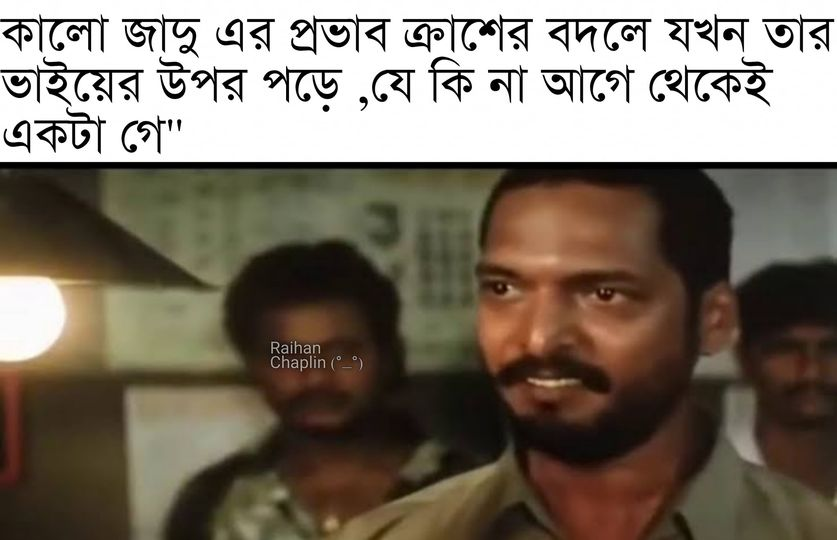 কালো জাদু এর প্রভাব ক্রাশের বদলে যখন তার
ভাইয়ের উপর পড়ে ,যে কি না আগে থেকেই
একটা গে"
Raihan
Chaplin (°_°)